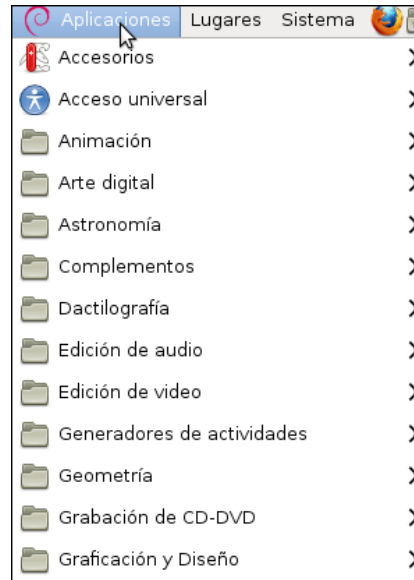 Aplicaciones Lugares Sistema
Accesorios
Acceso universal
Animación
Arte digital
Astronomía
Complementos
Dactilografía
Edición de audio
Edición de video
Generadores de actividades
Geometría
Grabación de CD-DVD
Graficación y Diseño